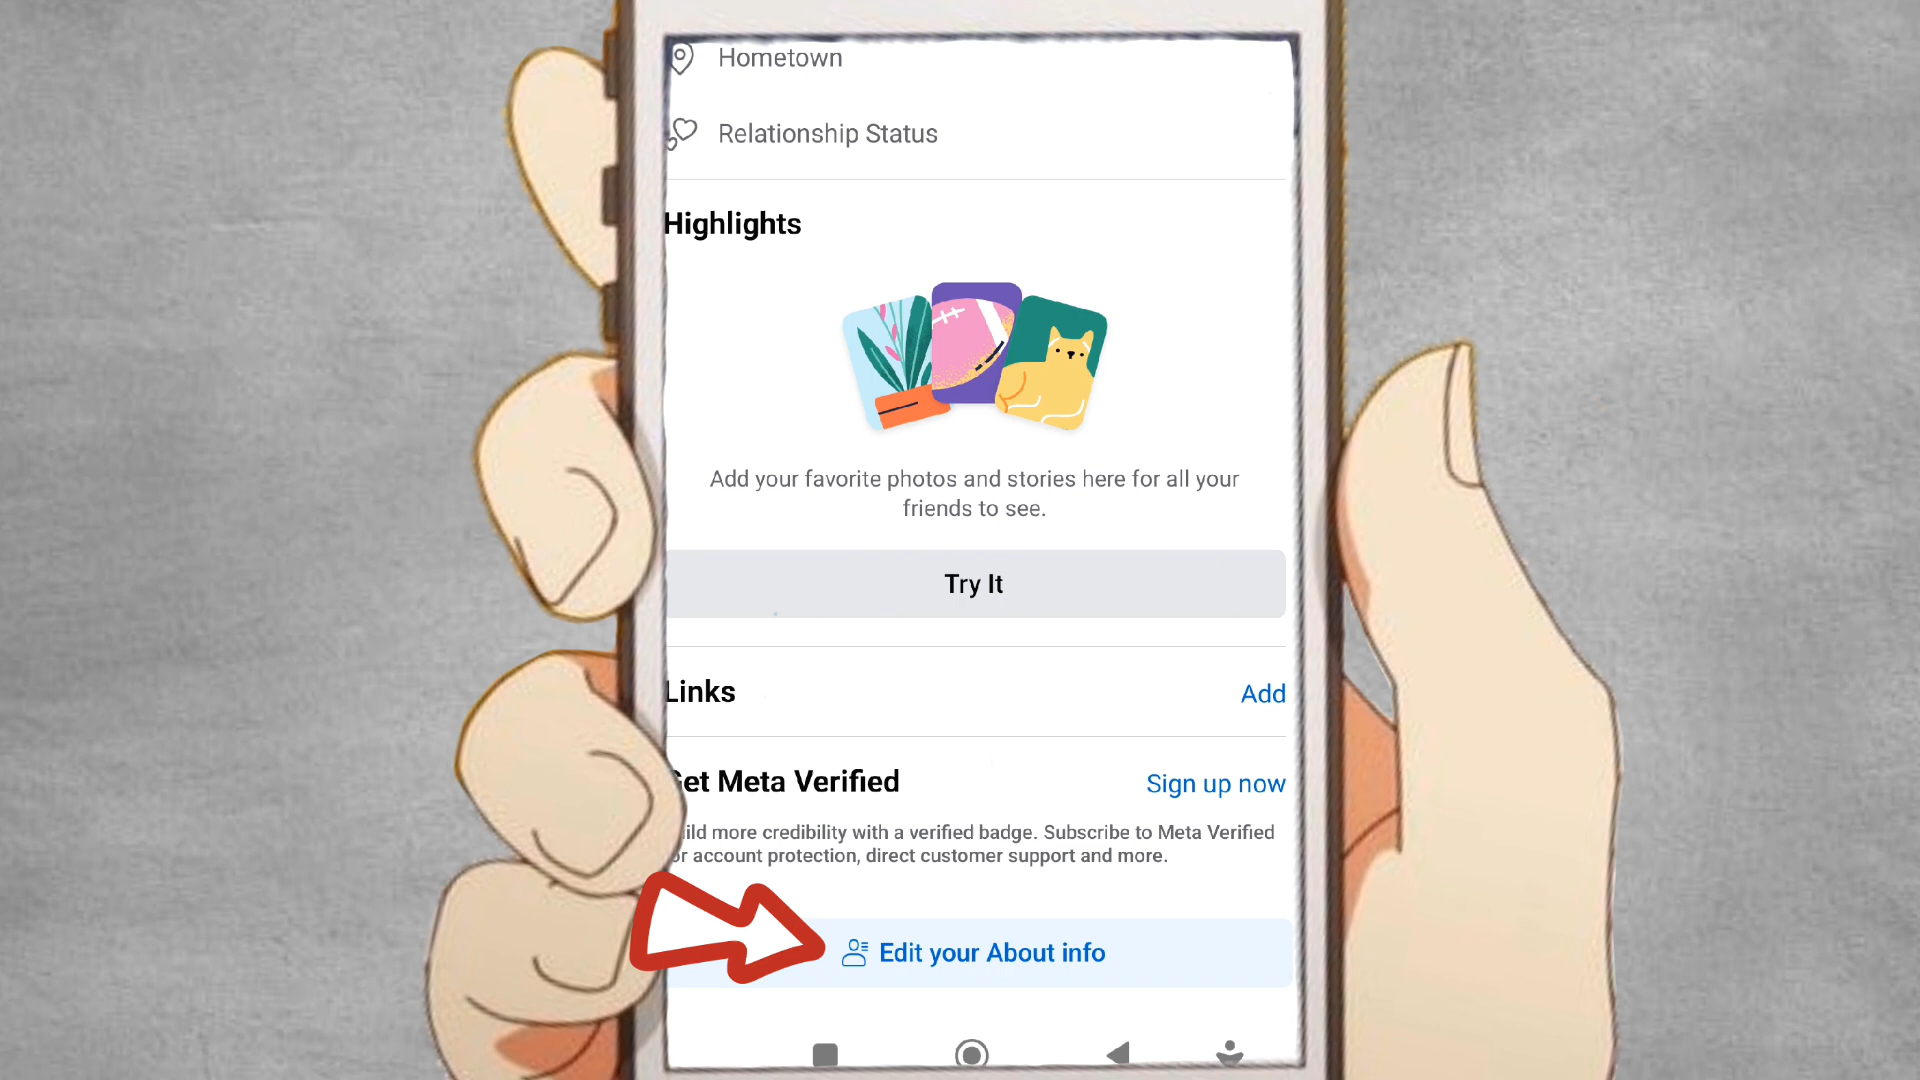 Hometown
Relationship Status
Highlights
Add your favorite photos and stories here for all your
friends to see.
Try It
Links
Add
Get Meta Verified
Sign up now
ild more credibility with a verified badge. Subscribe to Meta Verified
or account protection, direct customer support and more.
Edit your About info